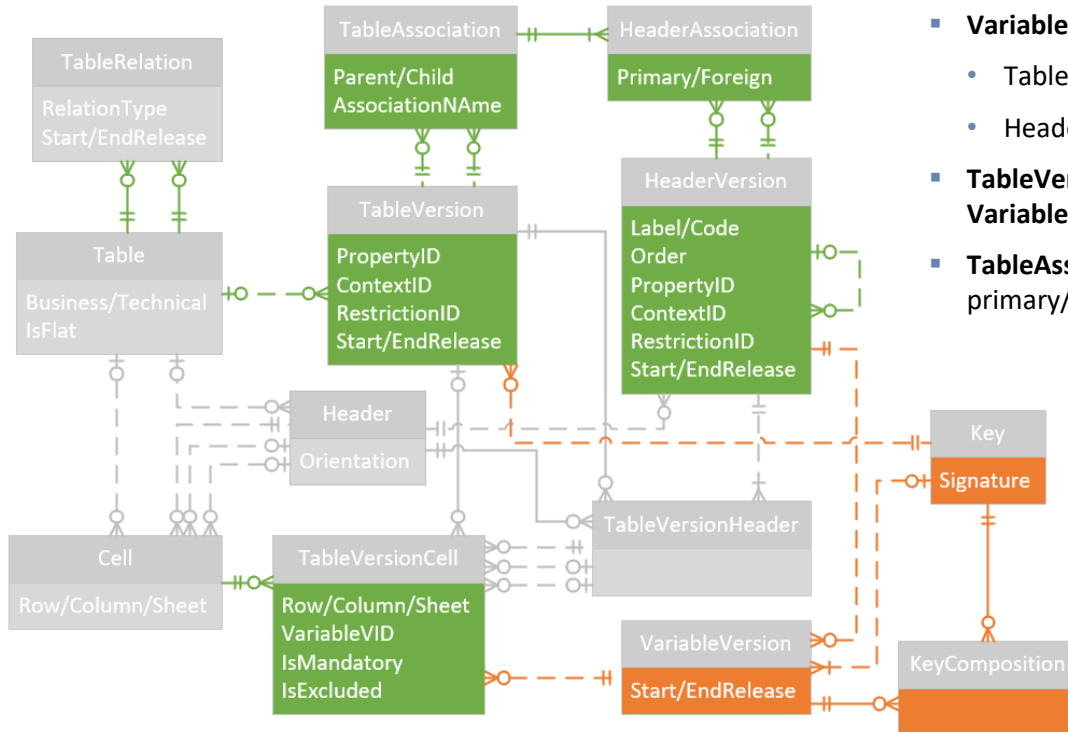 TableRelation
RelationType
Start/EndRelease
TableAssociation
Parent/Child
AssociationNAme
HeaderAssociation
Primary/Foreign
Table
Business/Technical
IsFlat
TableVersion
PropertyID
ContextID
RestrictionID
Start/EndRelease
HeaderVersion
Label/Code
Order
PropertyID
ContextID
RestrictionID
Start/EndRelease
Header
Orientation
Key
Signature
Cell
Row/Column/Sheet
TableVersionCell
Row/Column/Sheet
VariableVID
IsMandatory
IsExcluded
TableVersionHeader
VariableVersion
Start/EndRelease
KeyComposition
▪ Variable
• Table
• Heade
▪ TableVer
Variable
▪ TableAss
primary/